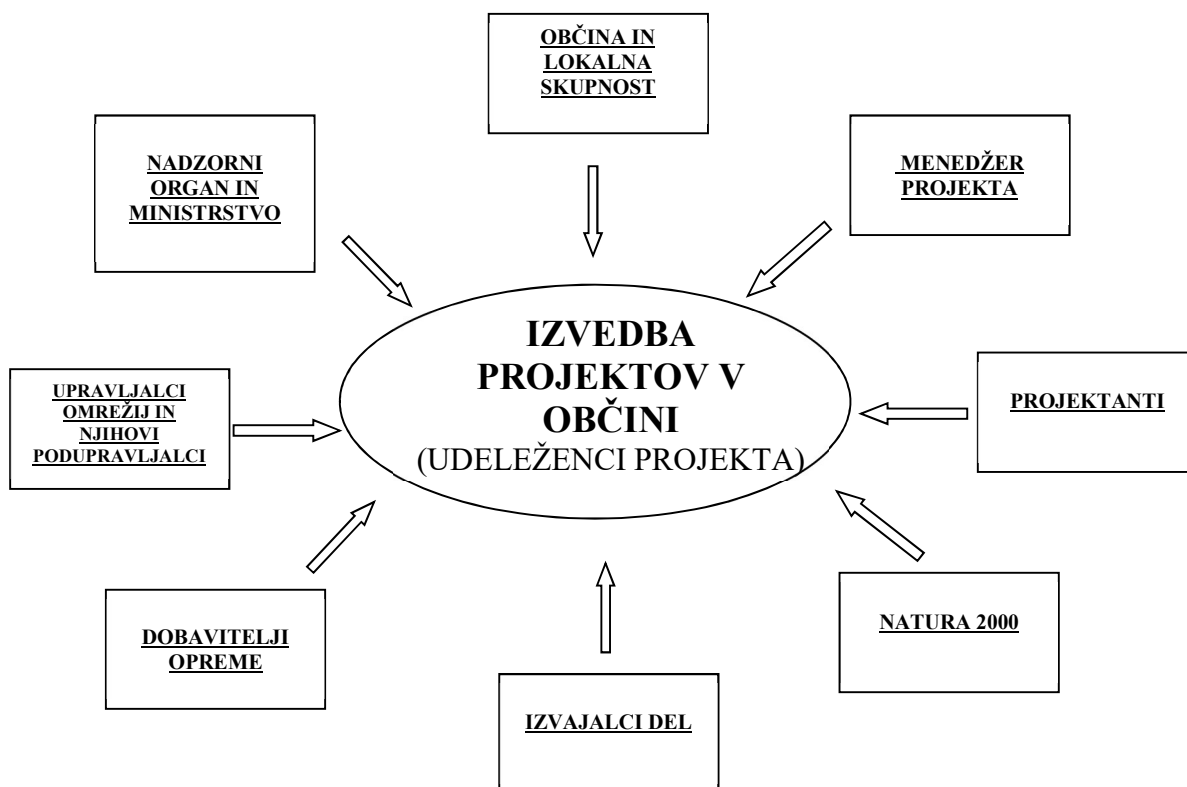 OBČINA IN
LOKALNA
SKUPNOST
NADZORNI
ORGAN IN
MINISTRSTVO
MENEDŽER
PROJEKTA
IZVEDBA
PROJEKTOV V
OBČINI
(UDELEŽENCI PROJEKTA)
UPRAVLJALCI
OMREŽIJ IN
NJIHOVI
PODUPRAVLJALCI
PROJEKTANTI
DOBAVITELJI
OPREME
NATURA 2000
IZVAJALCI DEL